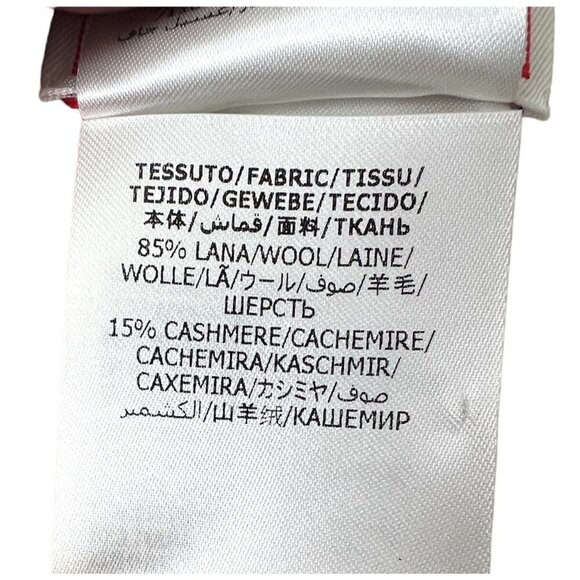 TESSUTO/FABRIC/TISSU/
TEJIDO/GEWEBE/TECIDO/
本体/قماش/面料/ТКАНЬ
85% LANA/WOOL/LAINE/
WOLLE/LÃ/ウール/صوف/羊毛/
ШЕРСТЬ
15% CASHMERE/CACHEMIRE/
CACHEMIRA/KASCHMIR/
CAXEMIRA/カシミヤ/صوف
الكشمير/山羊绒/КАШЕМИР